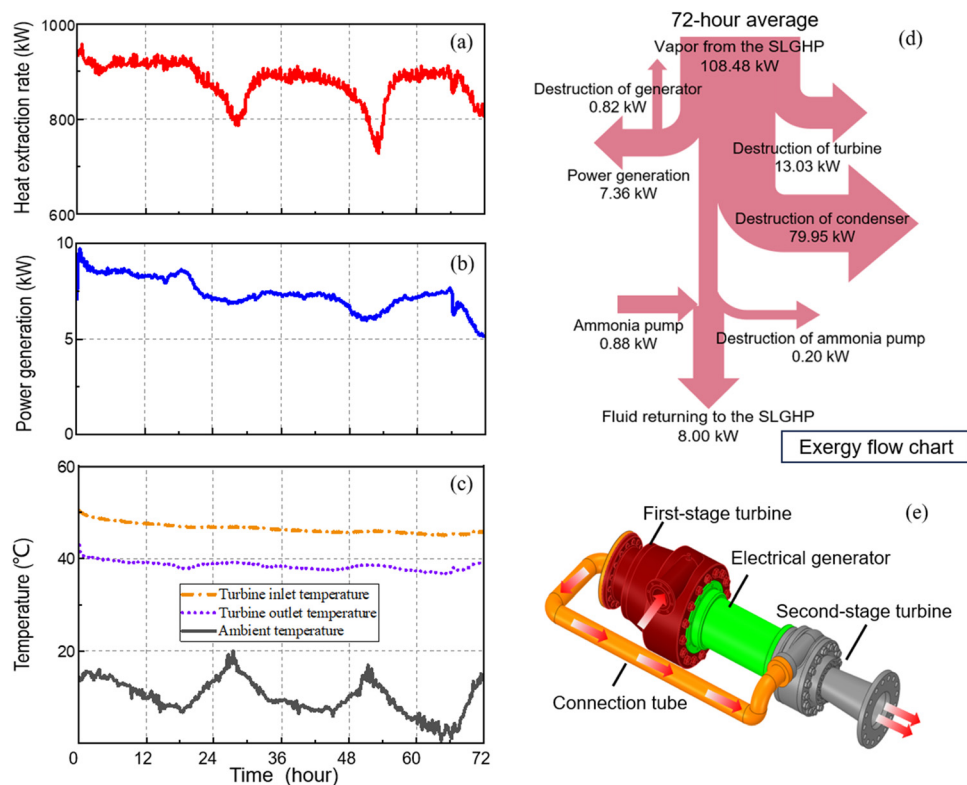 (a)
Heat extraction rate (kW)
1000
800
600
(b)
Power generation (kW)
10
5
0
(c)
Temperature (℃)
60
40
20
0
Turbine inlet temperature
Turbine outlet temperature
Ambient temperature
0 12 24 36 48 60 72
Time (hour)
(d)
72-hour average
Vapor from the SLGHP
108.48 kW
Destruction of generator
0.82 kW
Power generation
7.36 kW
Destruction of turbine
13.03 kW
Destruction of condenser
79.95 kW
Ammonia pump
0.88 kW
Destruction of ammonia pump
0.20 kW
Fluid returning to the SLGHP
8.00 kW
Exergy flow chart
(e)
First-stage turbine
Electrical generator
Second-stage turbine
Connection tube